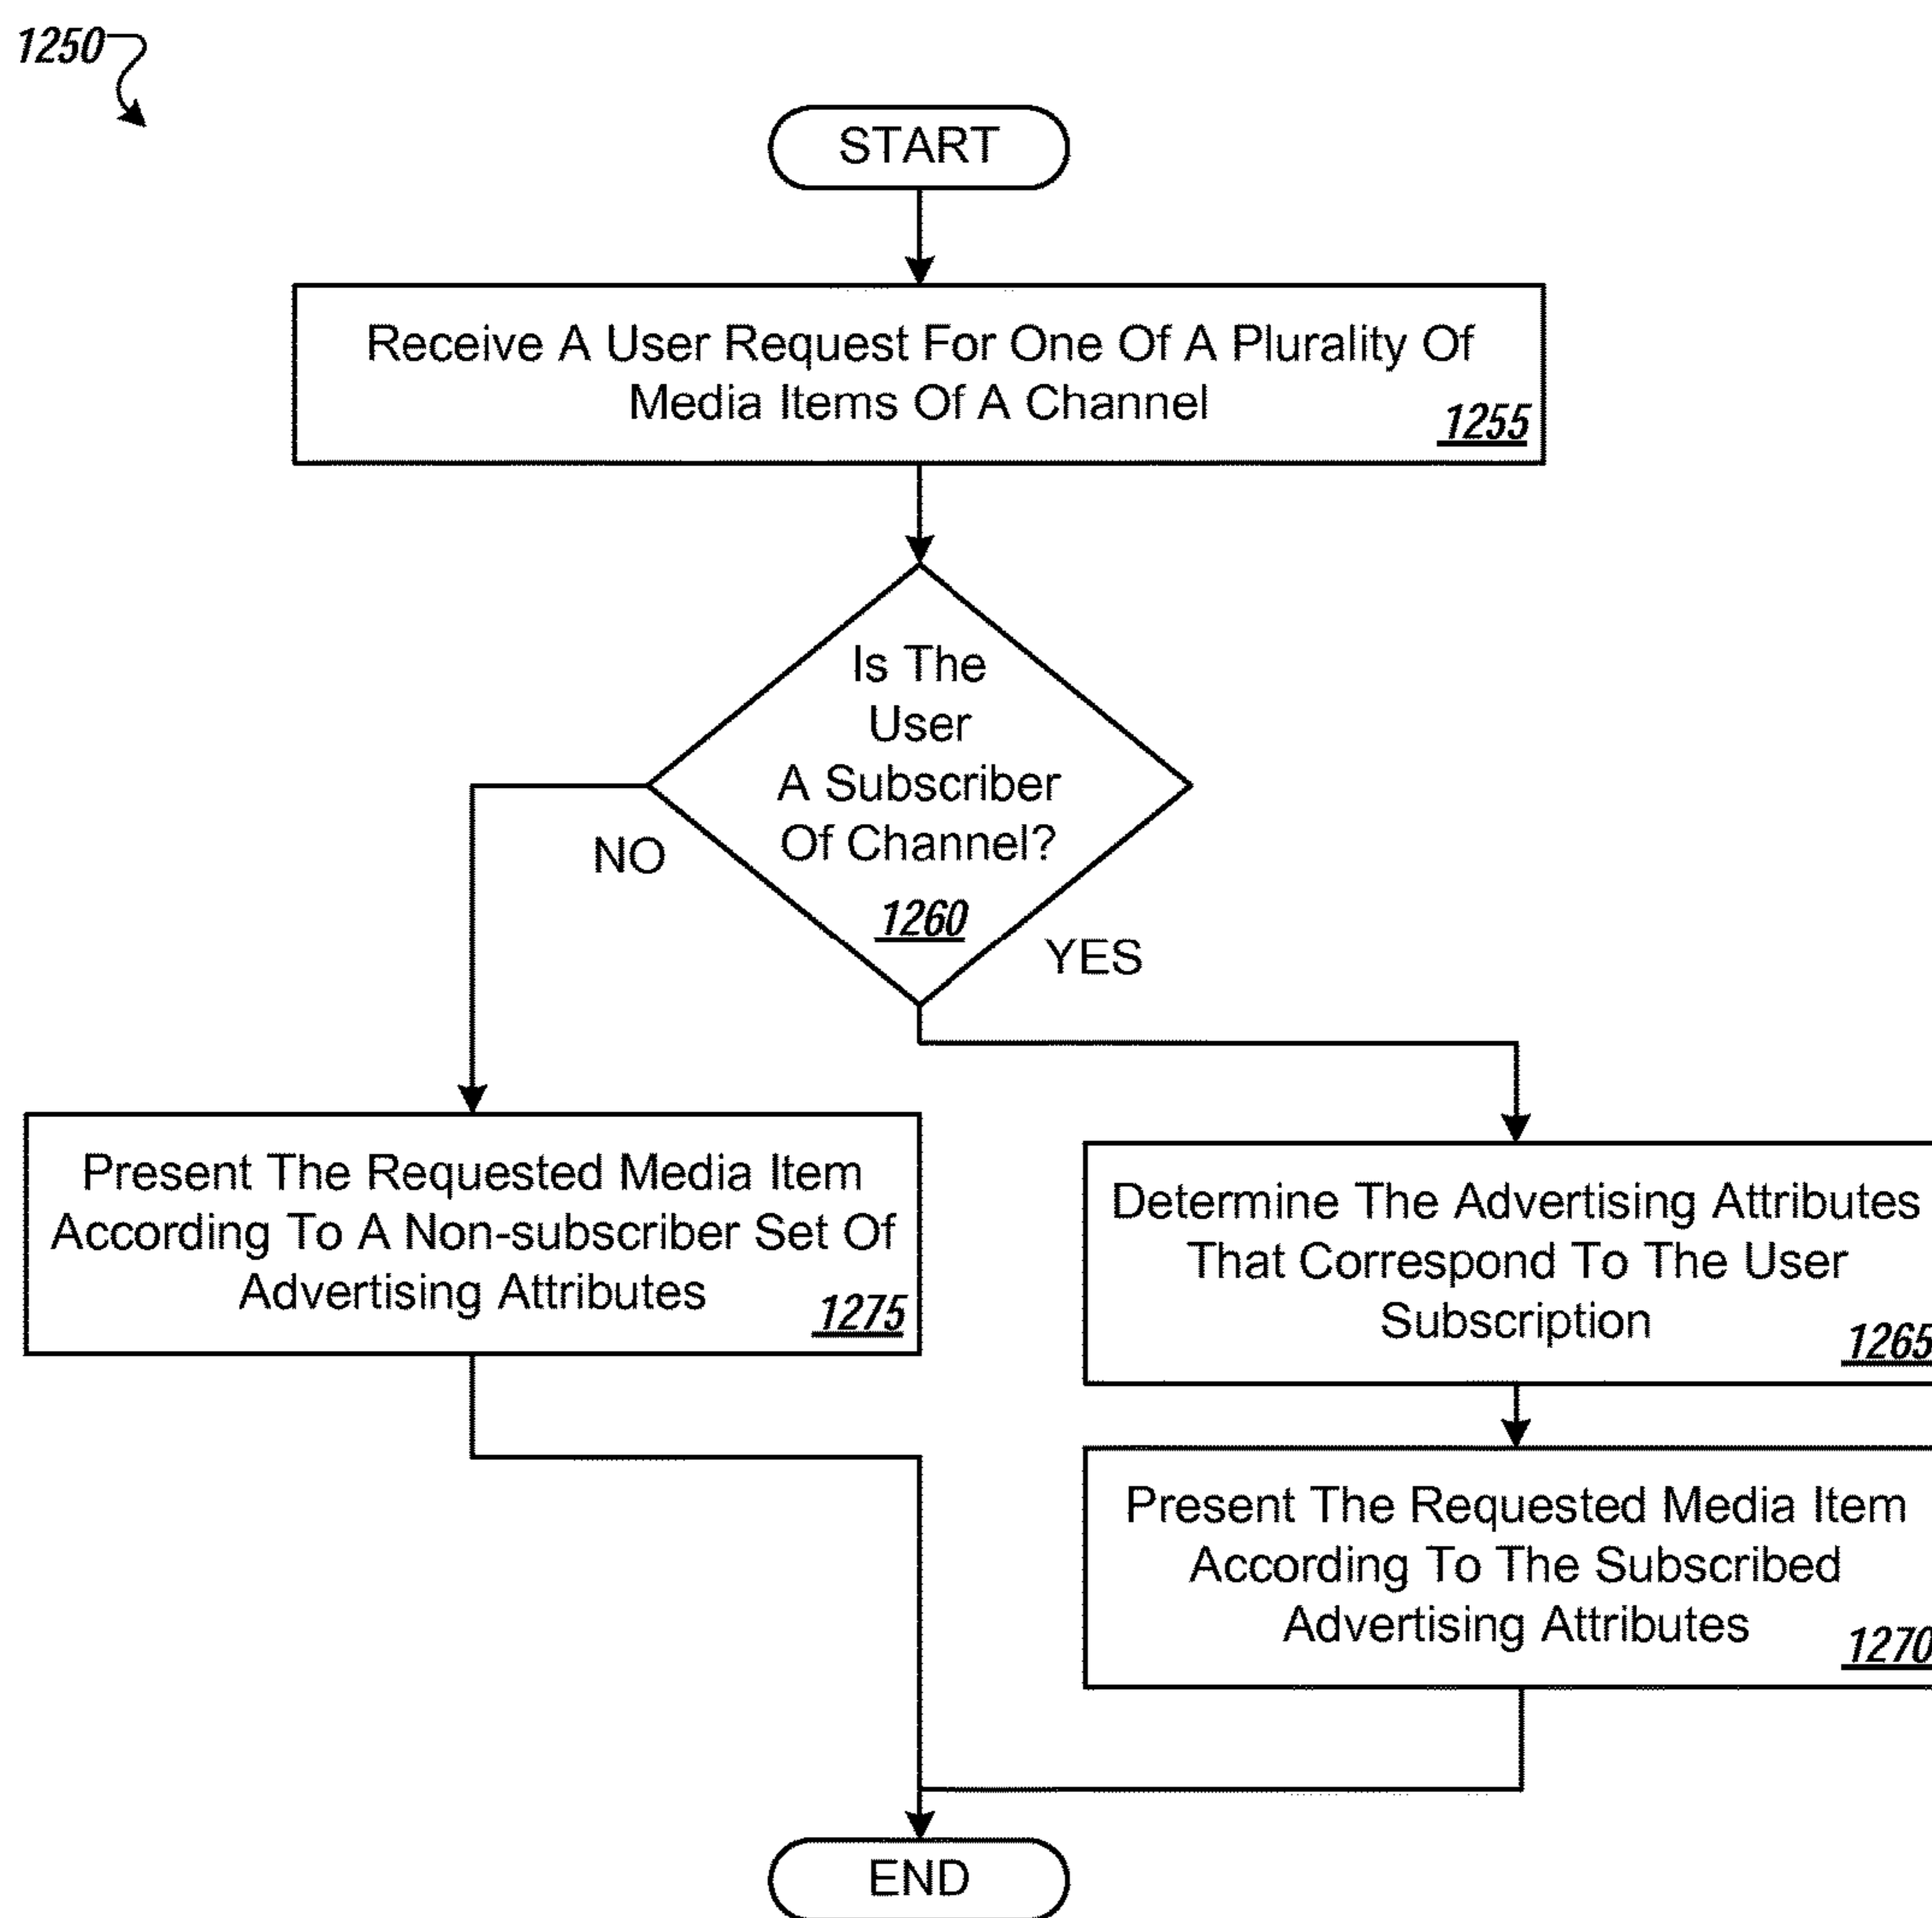 1250
START
Receive A User Request For One Of A Plurality Of
Media Items Of A Channel
1255
Is The
User
A Subscriber
Of Channel?
1260
NO
YES
Present The Requested Media Item
According To A Non-subscriber Set Of
Advertising Attributes
1275
Determine The Advertising Attributes
That Correspond To The User
Subscription
1265
Present The Requested Media Item
According To The Subscribed
Advertising Attributes
1270
END